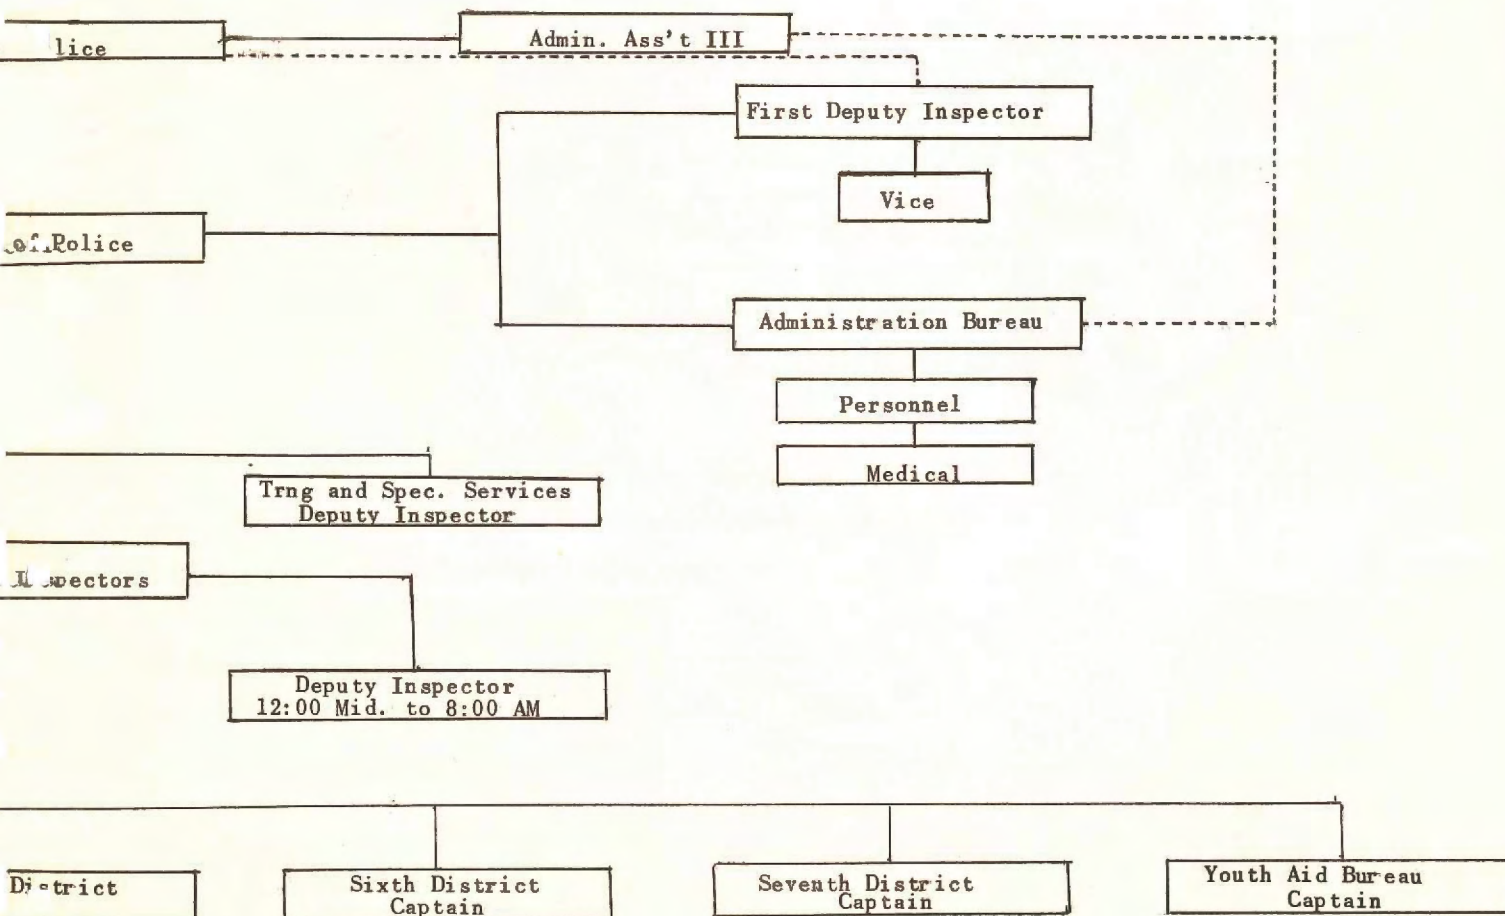 lice
Admin. Ass't III
First Deputy Inspector
Vice
of Police
Administration Bureau
Personnel
Medical
Trng and Spec. Services
Deputy Inspector
Deputy Inspector
12:00 Mid. to 8:00 AM
District
Sixth District
Captain
Seventh District
Captain
Youth Aid Bureau
Captain